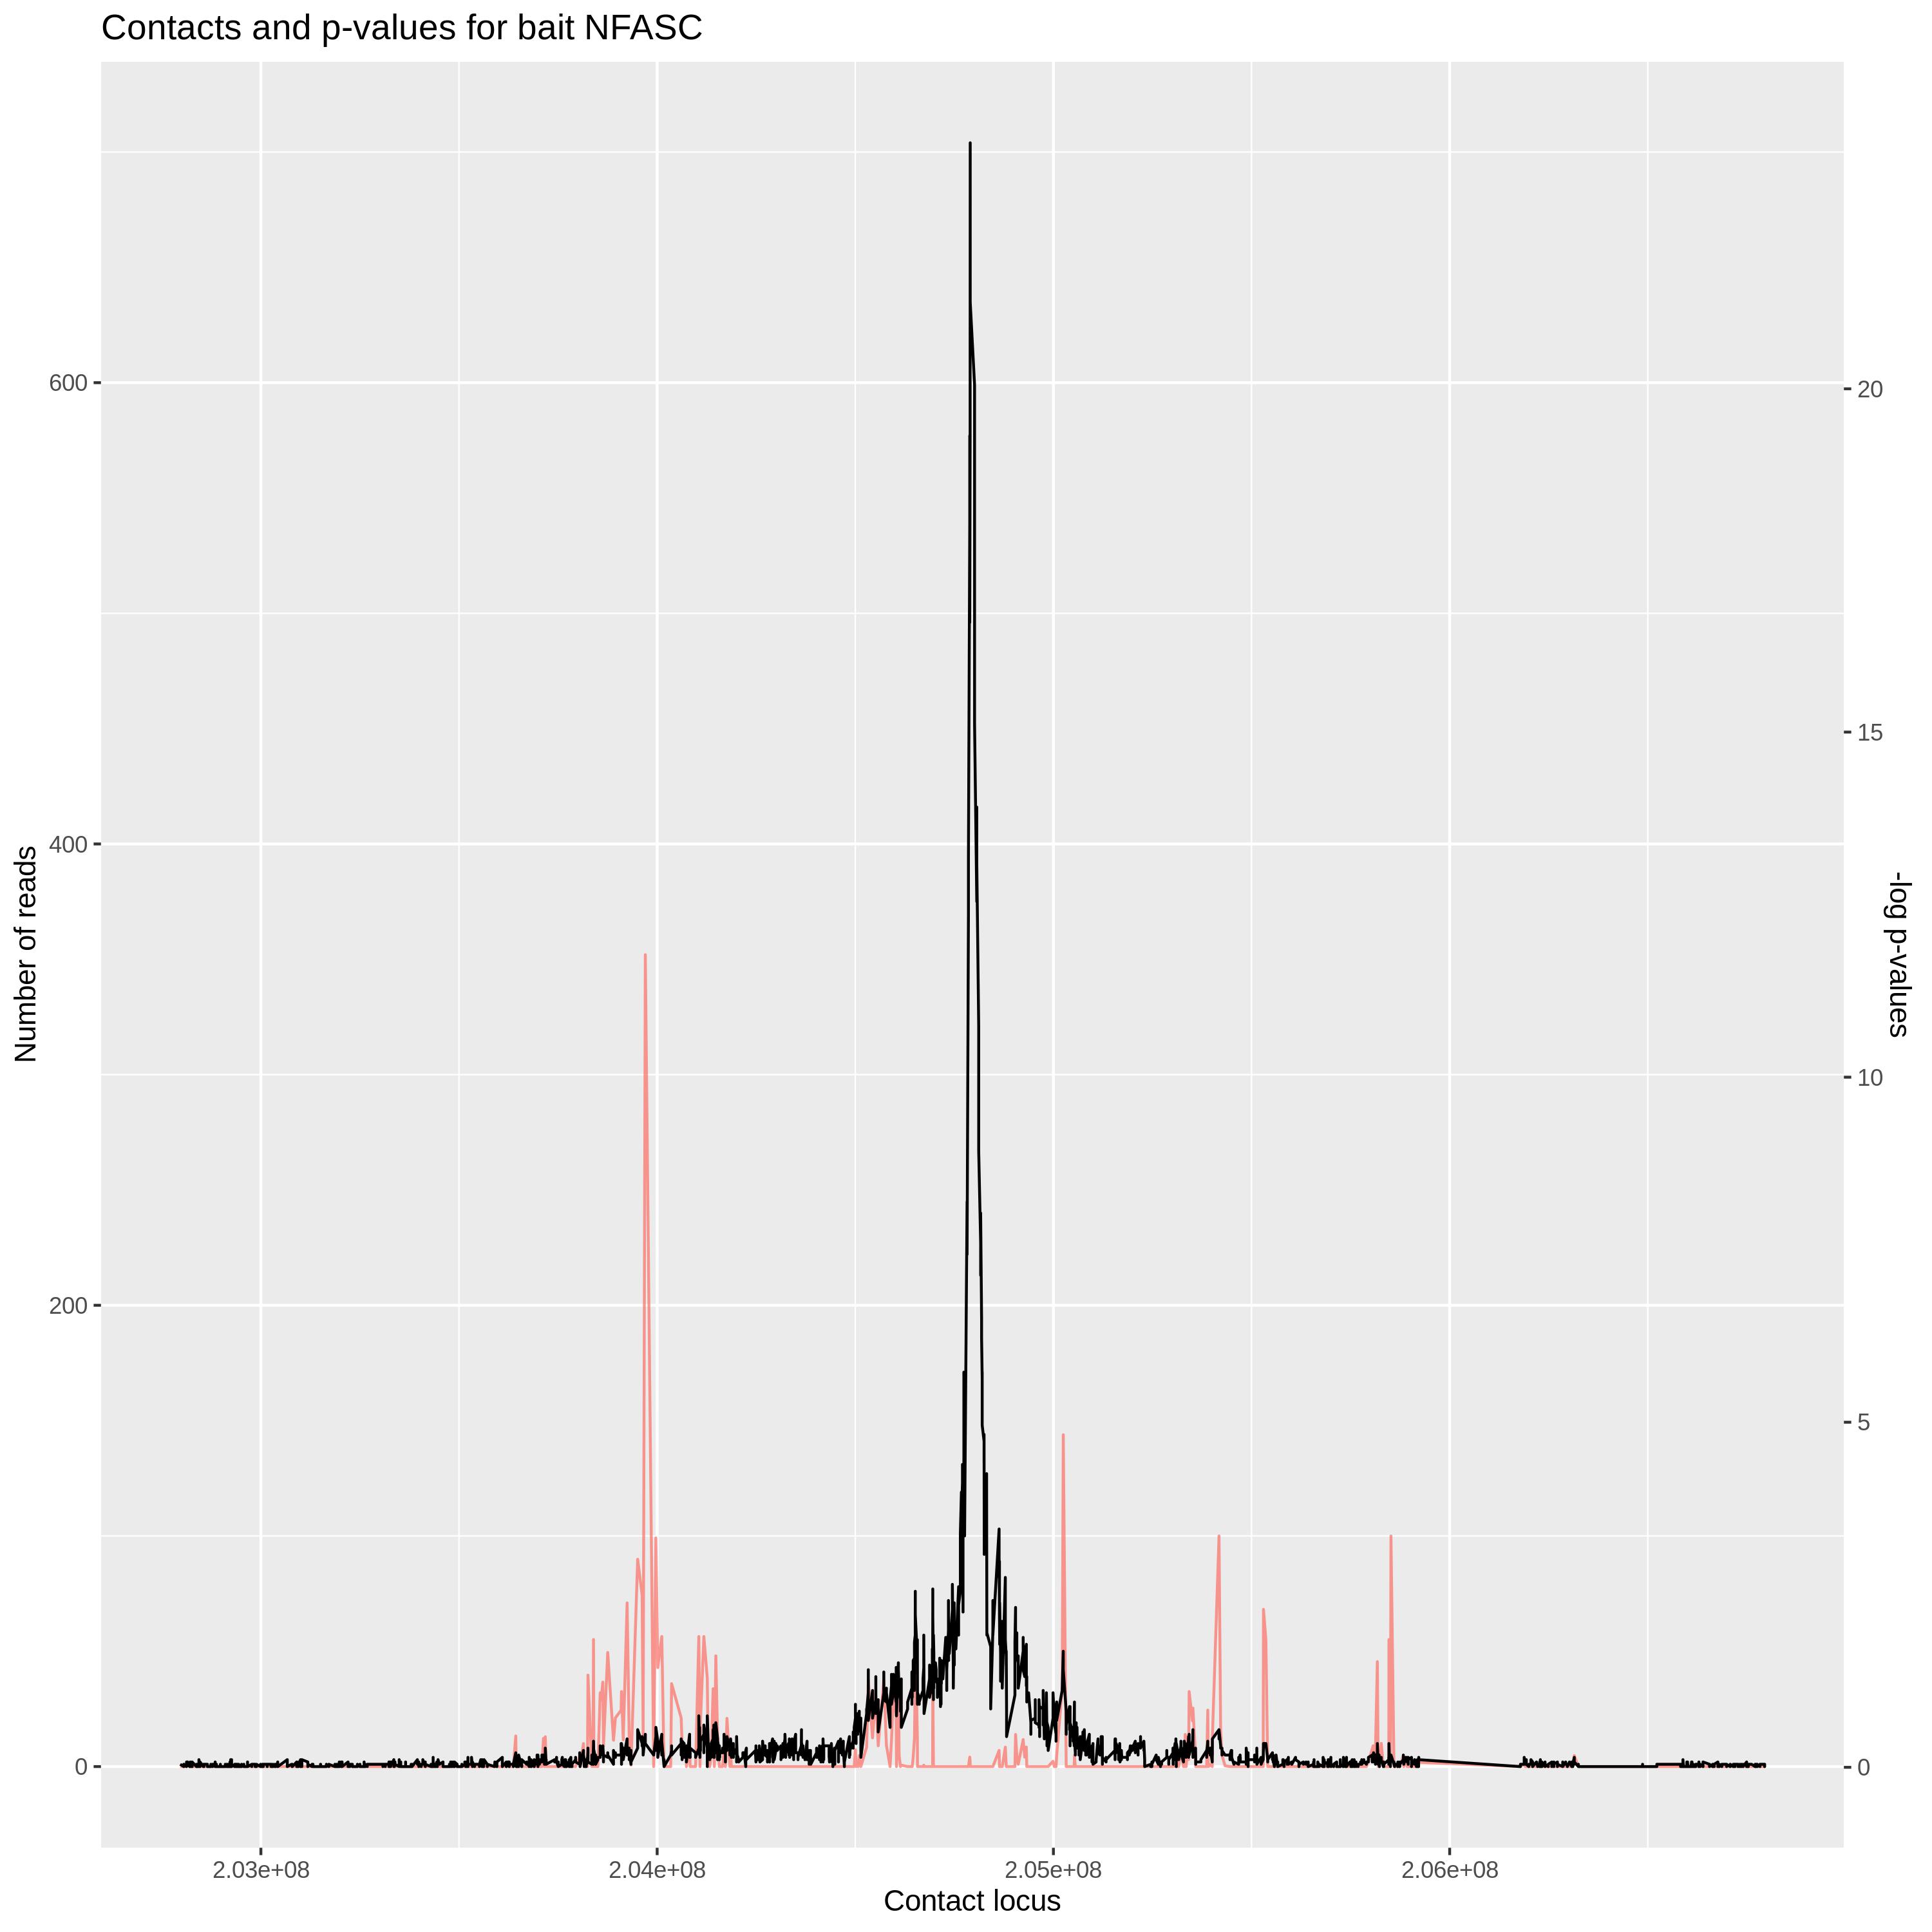 Contacts and p-values for bait NFASC
Number of reads
600
400
200
0
-log p-values
20
15
10
5
0
2.03e+08
2.04e+08
2.05e+08
2.06e+08
Contact locus